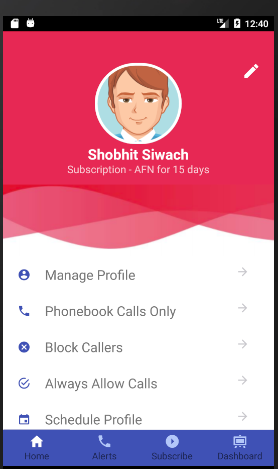 LTE 12:40
Shobhit Siwach
Subscription - AFN for 15 days
Manage Profile
Phonebook Calls Only
Block Callers
Always Allow Calls
Schedule Profile
Home Alerts Subscribe Dashboard